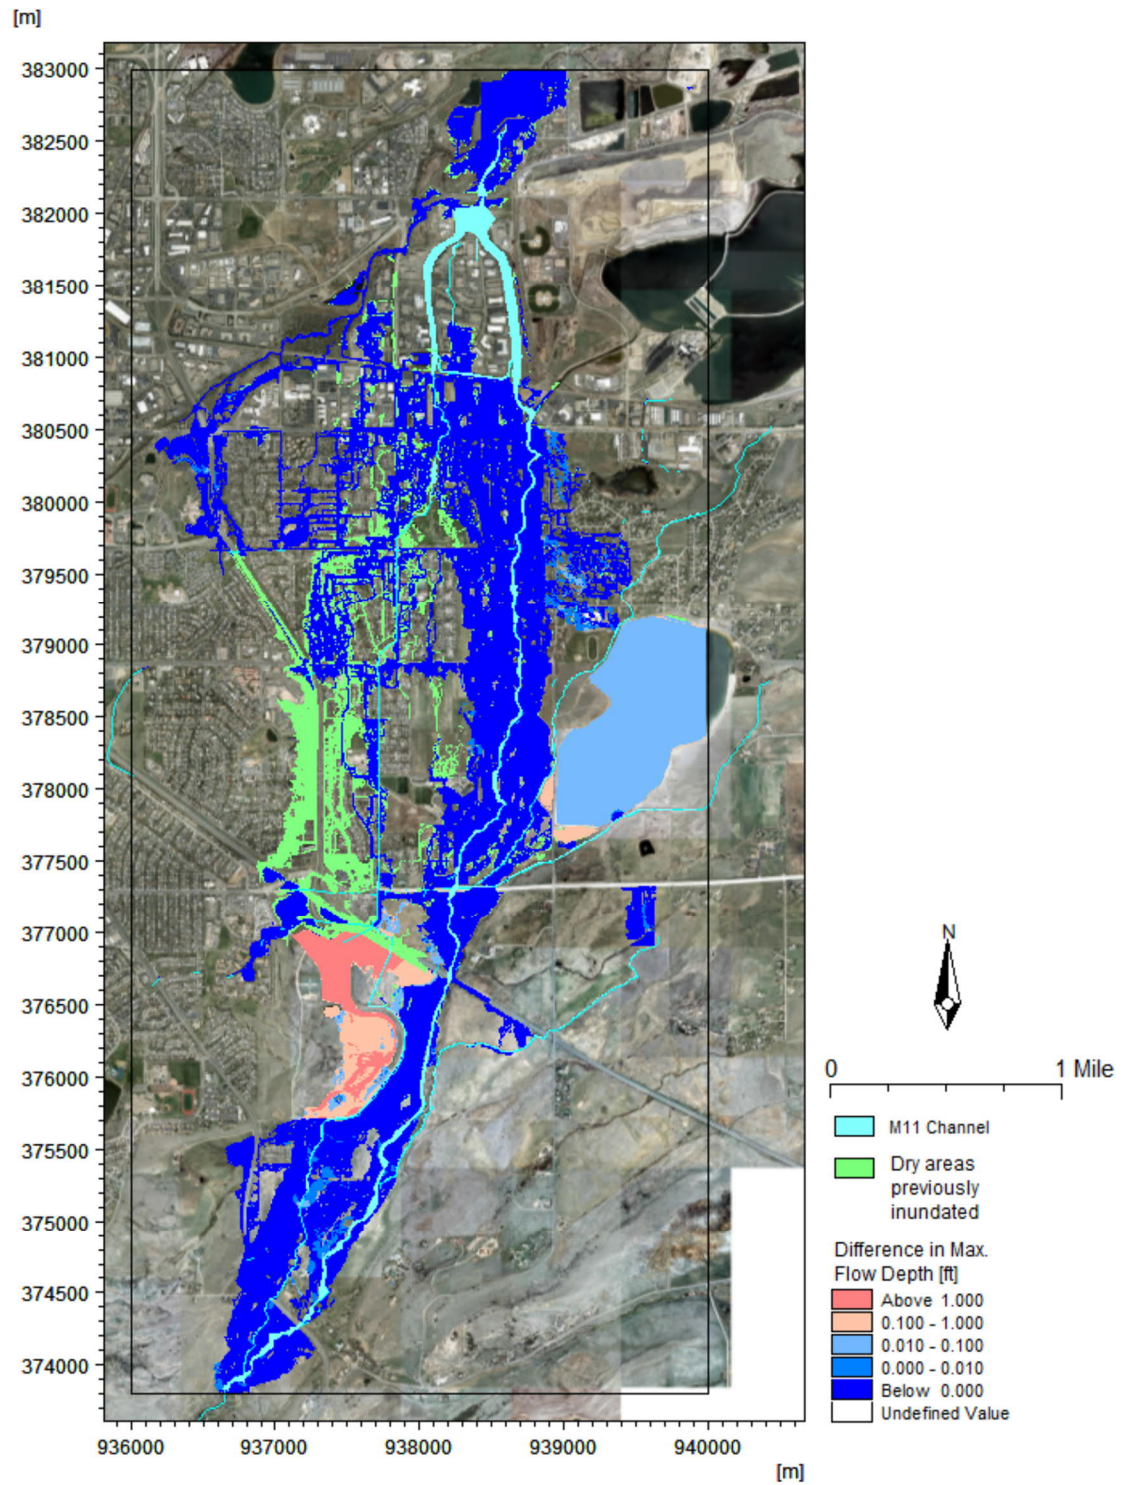 [m]
383000
382500
382000
381500
381000
380500
380000
379500
379000
378500
378000
377500
377000
376500
376000
375500
375000
374500
374000
936000 937000 938000 939000 940000
[m]
N
0 1 Mile
M11 Channel
Dry areas
previously
inundated
Difference in Max.
Flow Depth [ft]
Above 1.000
0.100 - 1.000
0.010 - 0.100
0.000 - 0.010
Below 0.000
Undefined Value